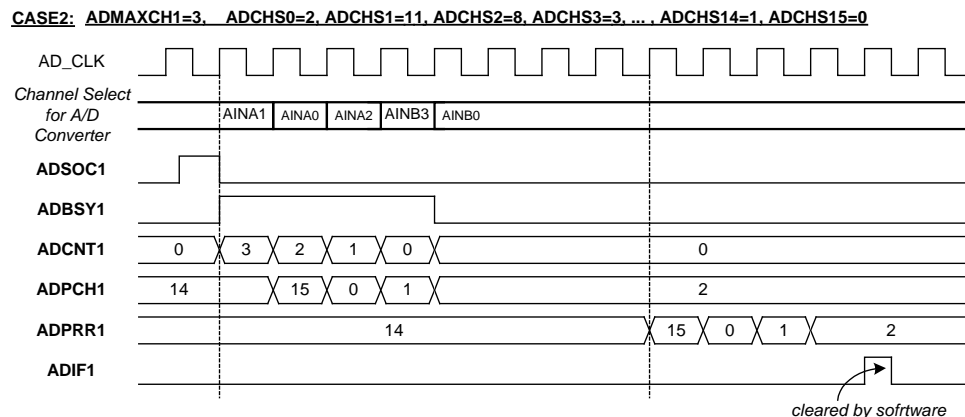 CASE2: ADMAXCH1=3, ADCHS0=2, ADCHS1=11, ADCHS2=8, ADCHS3=3, ... , ADCHS14=1, ADCHS15=0
AD_CLK
Channel Select
for A/D
Converter
AINA1 AINA0 AINA2 AINB3 AINB0
ADSOC1
ADBSY1
ADCNT1 0 3 2 1 0 0
ADPCH1 14 15 0 1 2
ADPRR1 14 15 0 1 2
ADIF1
cleared by sofrtware